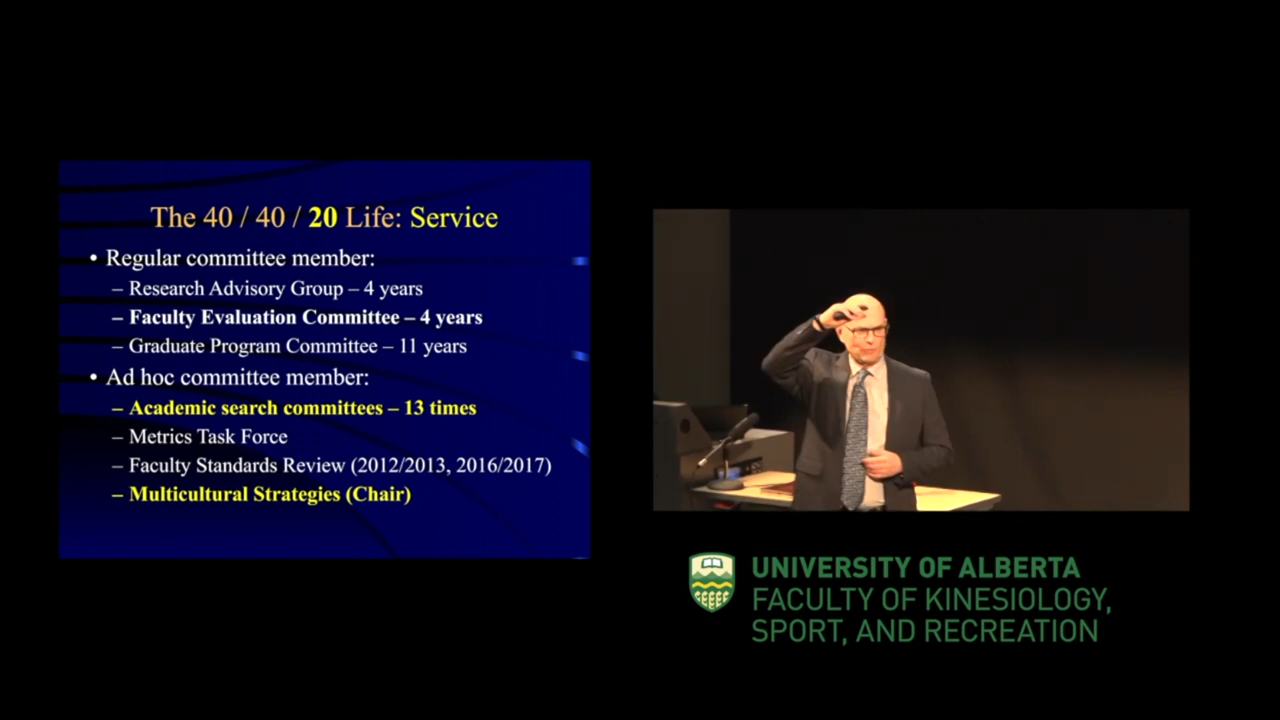 The 40 / 40 / 20 Life: Service
• Regular committee member:
– Research Advisory Group – 4 years
– Faculty Evaluation Committee – 4 years
– Graduate Program Committee – 11 years
• Ad hoc committee member:
– Academic search committees – 13 times
– Metrics Task Force
– Faculty Standards Review (2012/2013, 2016/2017)
– Multicultural Strategies (Chair)
UNIVERSITY OF ALBERTA
FACULTY OF KINESIOLOGY,
SPORT, AND RECREATION